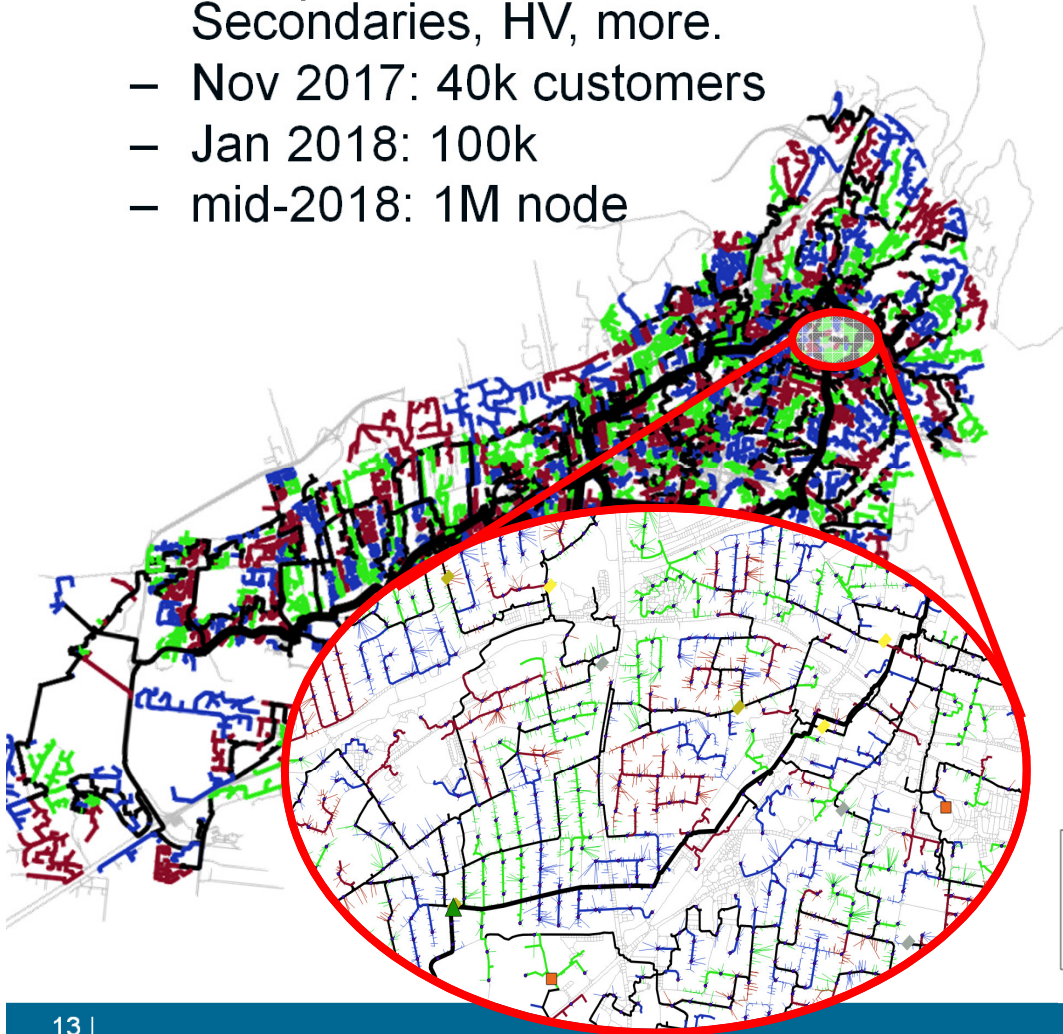 Secondaries, HV, more.
– Nov 2017: 40k customers
– Jan 2018: 100k
– mid-2018: 1M node
13 |